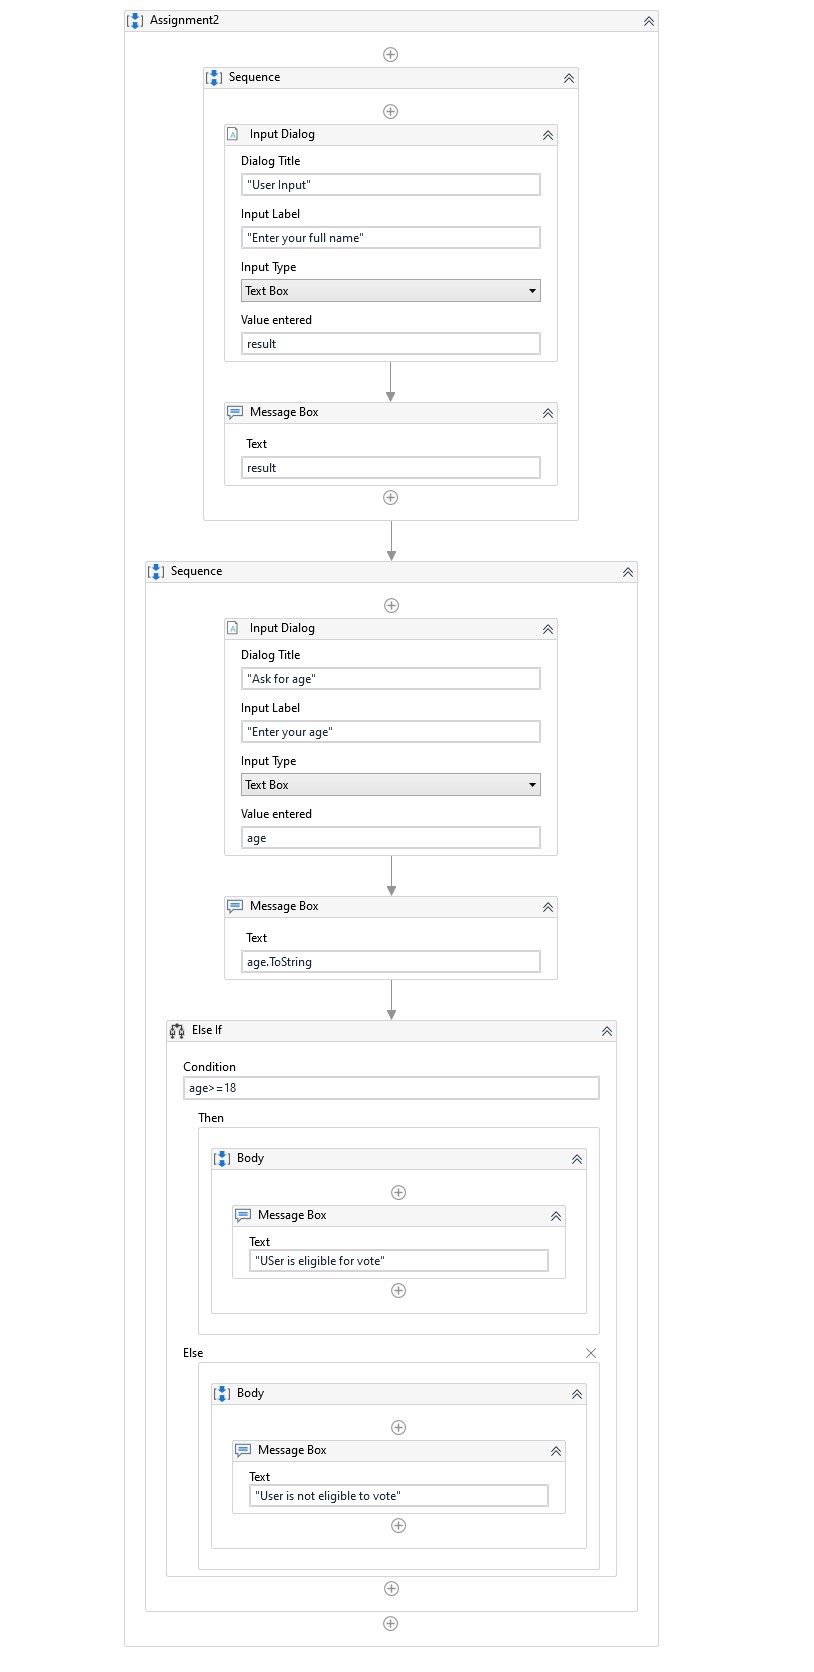 Assignment2
Sequence
Input Dialog
Dialog Title
"User Input"
Input Label
"Enter your full name"
Input Type
Text Box
Value entered
result
Message Box
Text
result
Sequence
Input Dialog
Dialog Title
"Ask for age"
Input Label
"Enter your age"
Input Type
Text Box
Value entered
age
Message Box
Text
age.ToString
Else If
Condition
age>=18
Then
Body
Message Box
Text
"USer is eligible for vote"
Else
Body
Message Box
Text
"User is not eligible to vote"